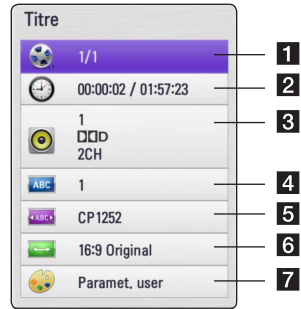 Titre
1/1 1
00:00:02 / 01:57:23 2
1 3
DDD
2CH
ABC 1 4
ABC CP1252 5
16:9 Original 6
Paramet. user 7